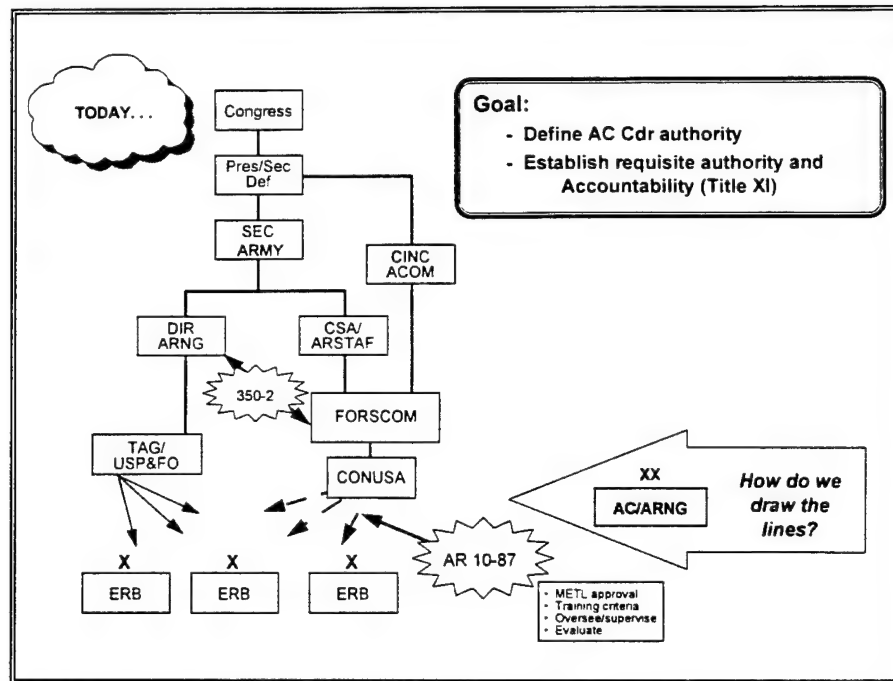 TODAY...
Congress
Pres/Sec
Def
SEC
ARMY
CINC
ACOM
DIR
ARNG
CSA/
ARSTAF
350-2
FORSCOM
TAG/
USP&FO
CONUSA
X
ERB
X
ERB
X
ERB
AR 10-87
• METL approval
• Training criteria
• Oversee/supervise
• Evaluate
Goal:
- Define AC Cdr authority
- Establish requisite authority and
Accountability (Title XI)
XX
AC/ARNG
How do we
draw the
lines?